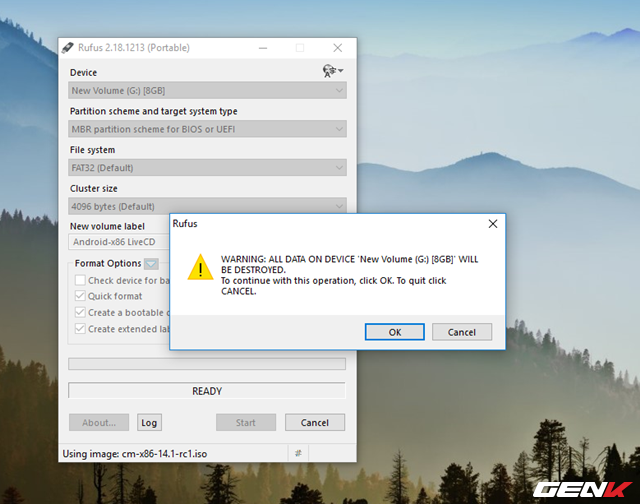 Rufus 2.18.1213 (Portable)
Device
New Volume (G:) [8GB]
Partition scheme and target system type
MBR partition scheme for BIOS or UEFI
File system
FAT32 (Default)
Cluster size
4096 bytes (Default)
New volume label
Android-x86 LiveCD
Format Options
Check device for
Quick format
Create a bootable
Create extended
READY
About...
Log
Start
Cancel
Using image: cm-x86-14.1-rc1.iso
#
Rufus
WARNING: ALL DATA ON DEVICE 'New Volume (G:) [8GB]' WILL
BE DESTROYED.
To continue with this operation, click OK. To quit click
CANCEL.
OK
Cancel
GENK